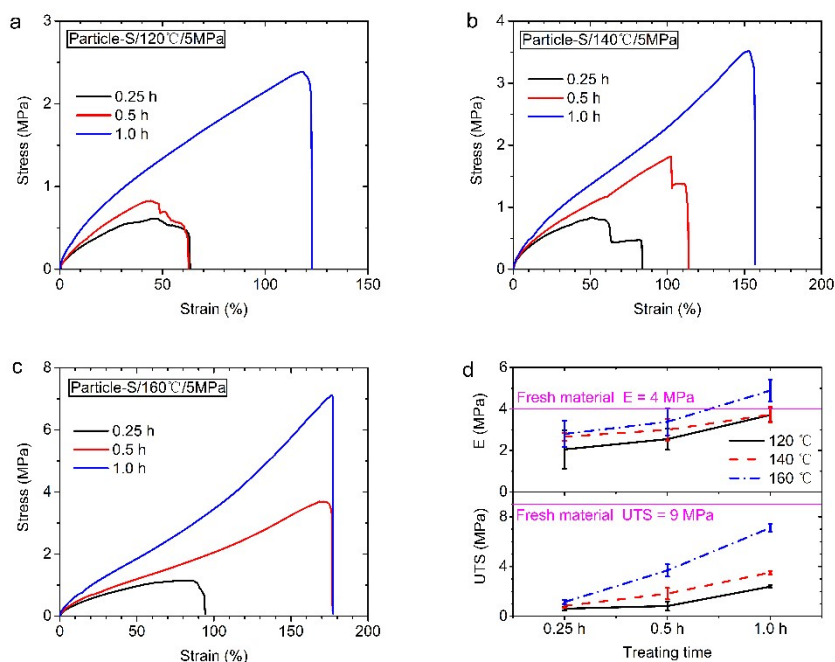 a
Particle-S/120℃/5MPa
0.25 h
0.5 h
1.0 h
Stress (MPa)
3
2
1
0
0 50 100 150
Strain (%)
b
Particle-S/140℃/5MPa
0.25 h
0.5 h
1.0 h
Stress (MPa)
4
3
2
1
0
0 50 100 150 200
Strain (%)
c
Particle-S/160℃/5MPa
0.25 h
0.5 h
1.0 h
Stress (MPa)
8
6
4
2
0
0 50 100 150 200
Strain (%)
d
Fresh material E = 4 MPa
E (MPa)
6
4
2
0
120 ℃
140 ℃
160 ℃
Fresh material UTS = 9 MPa
UTS (MPa)
8
4
0
0.25 h 0.5 h 1.0 h
Treating time